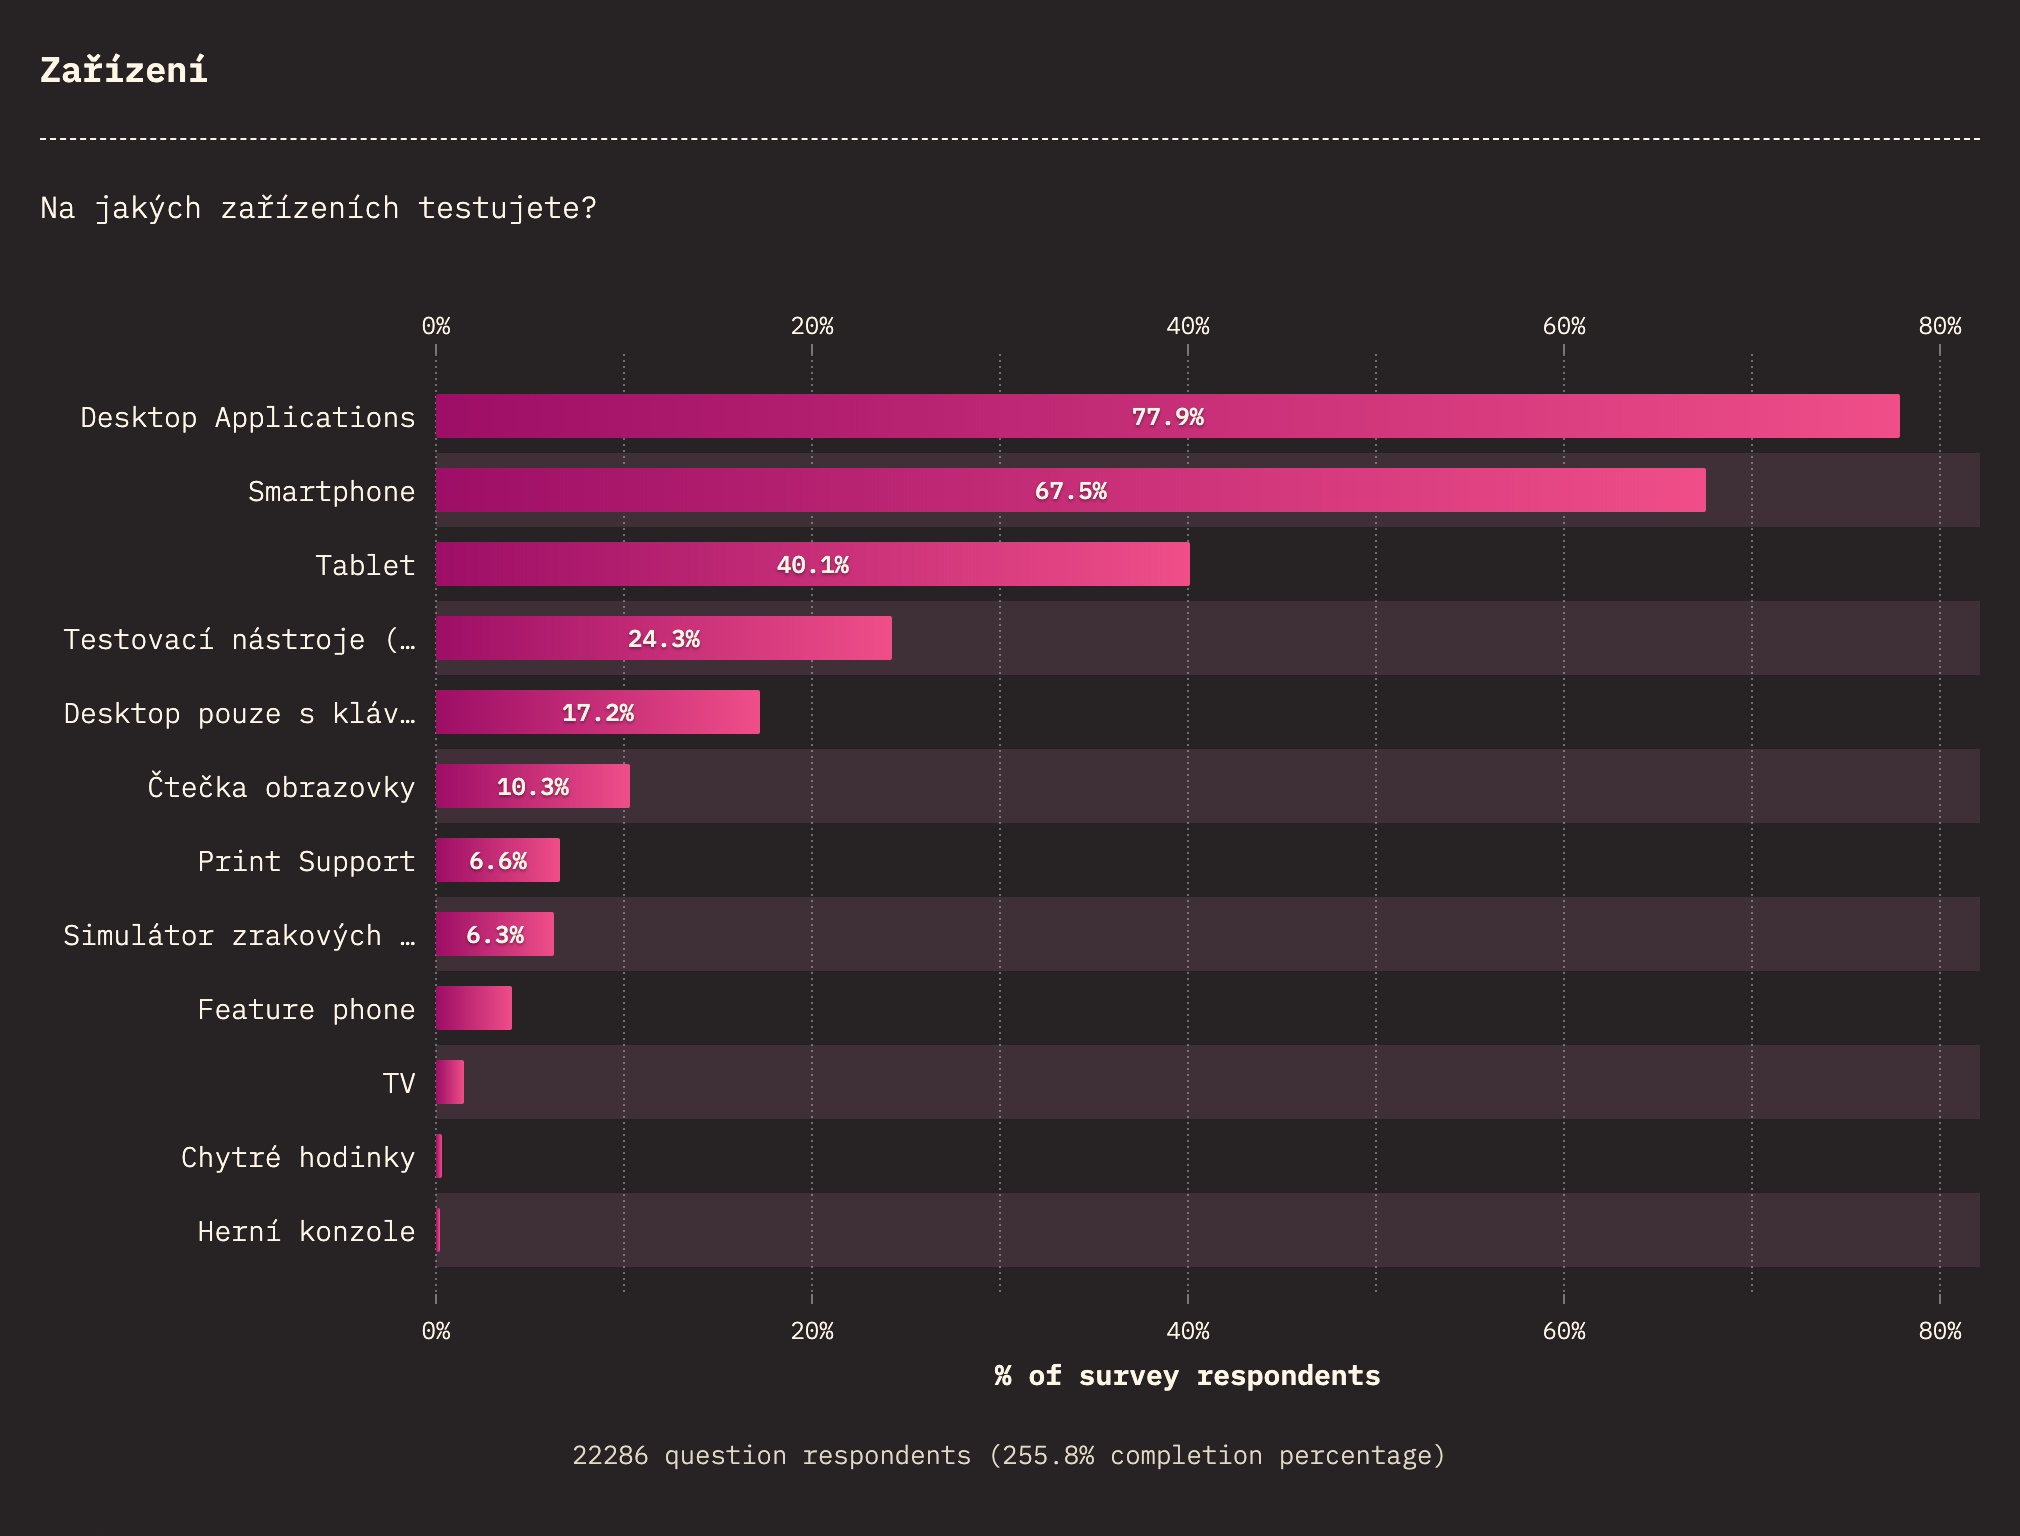 Zařízení
Na jakých zařízeních testujete?
0% 20% 40% 60% 80%
Desktop Applications 77.9%
Smartphone 67.5%
Tablet 40.1%
Testovací nástroje (… 24.3%
Desktop pouze s kláv… 17.2%
Čtečka obrazovky 10.3%
Print Support 6.6%
Simulátor zrakových … 6.3%
Feature phone
TV
Chytré hodinky
Herní konzole
0% 20% 40% 60% 80%
% of survey respondents
22286 question respondents (255.8% completion percentage)